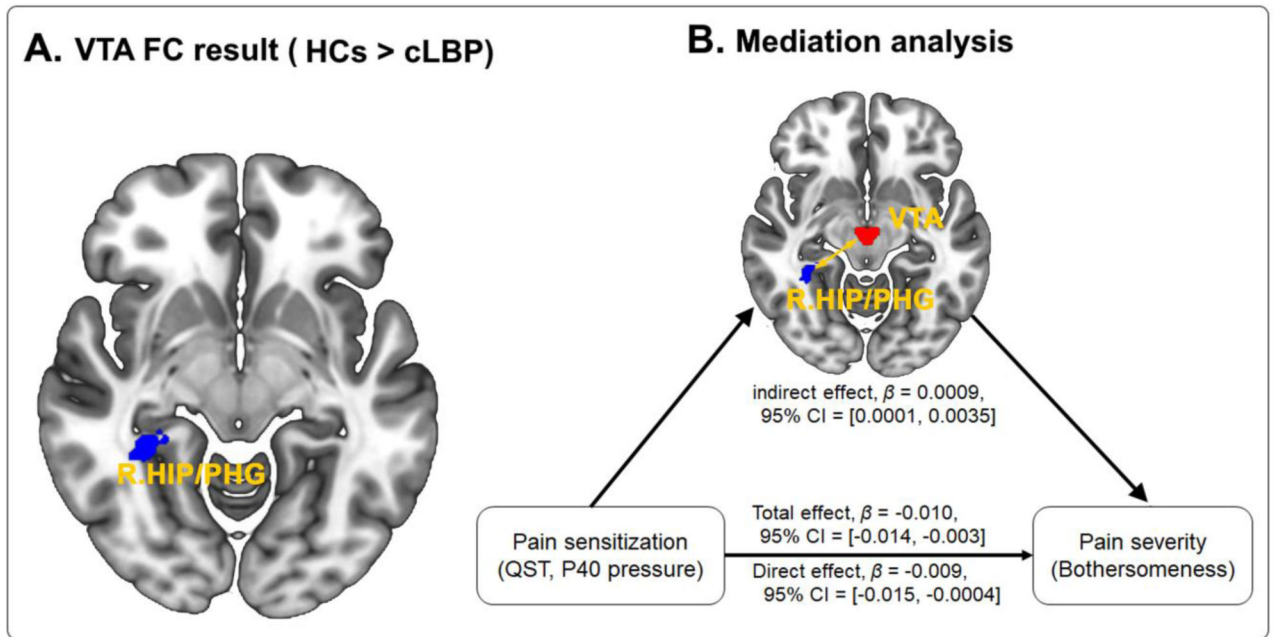 A. VTA FC result ( HCs > cLBP)
R.HIP/PHG
B. Mediation analysis
VTA
R.HIP/PHG
indirect effect, β = 0.0009,
95% CI = [0.0001, 0.0035]
Pain sensitization
(QST, P40 pressure)
Total effect, β = -0.010,
95% CI = [-0.014, -0.003]
Direct effect, β = -0.009,
95% CI = [-0.015, -0.0004]
Pain severity
(Bothersomeness)